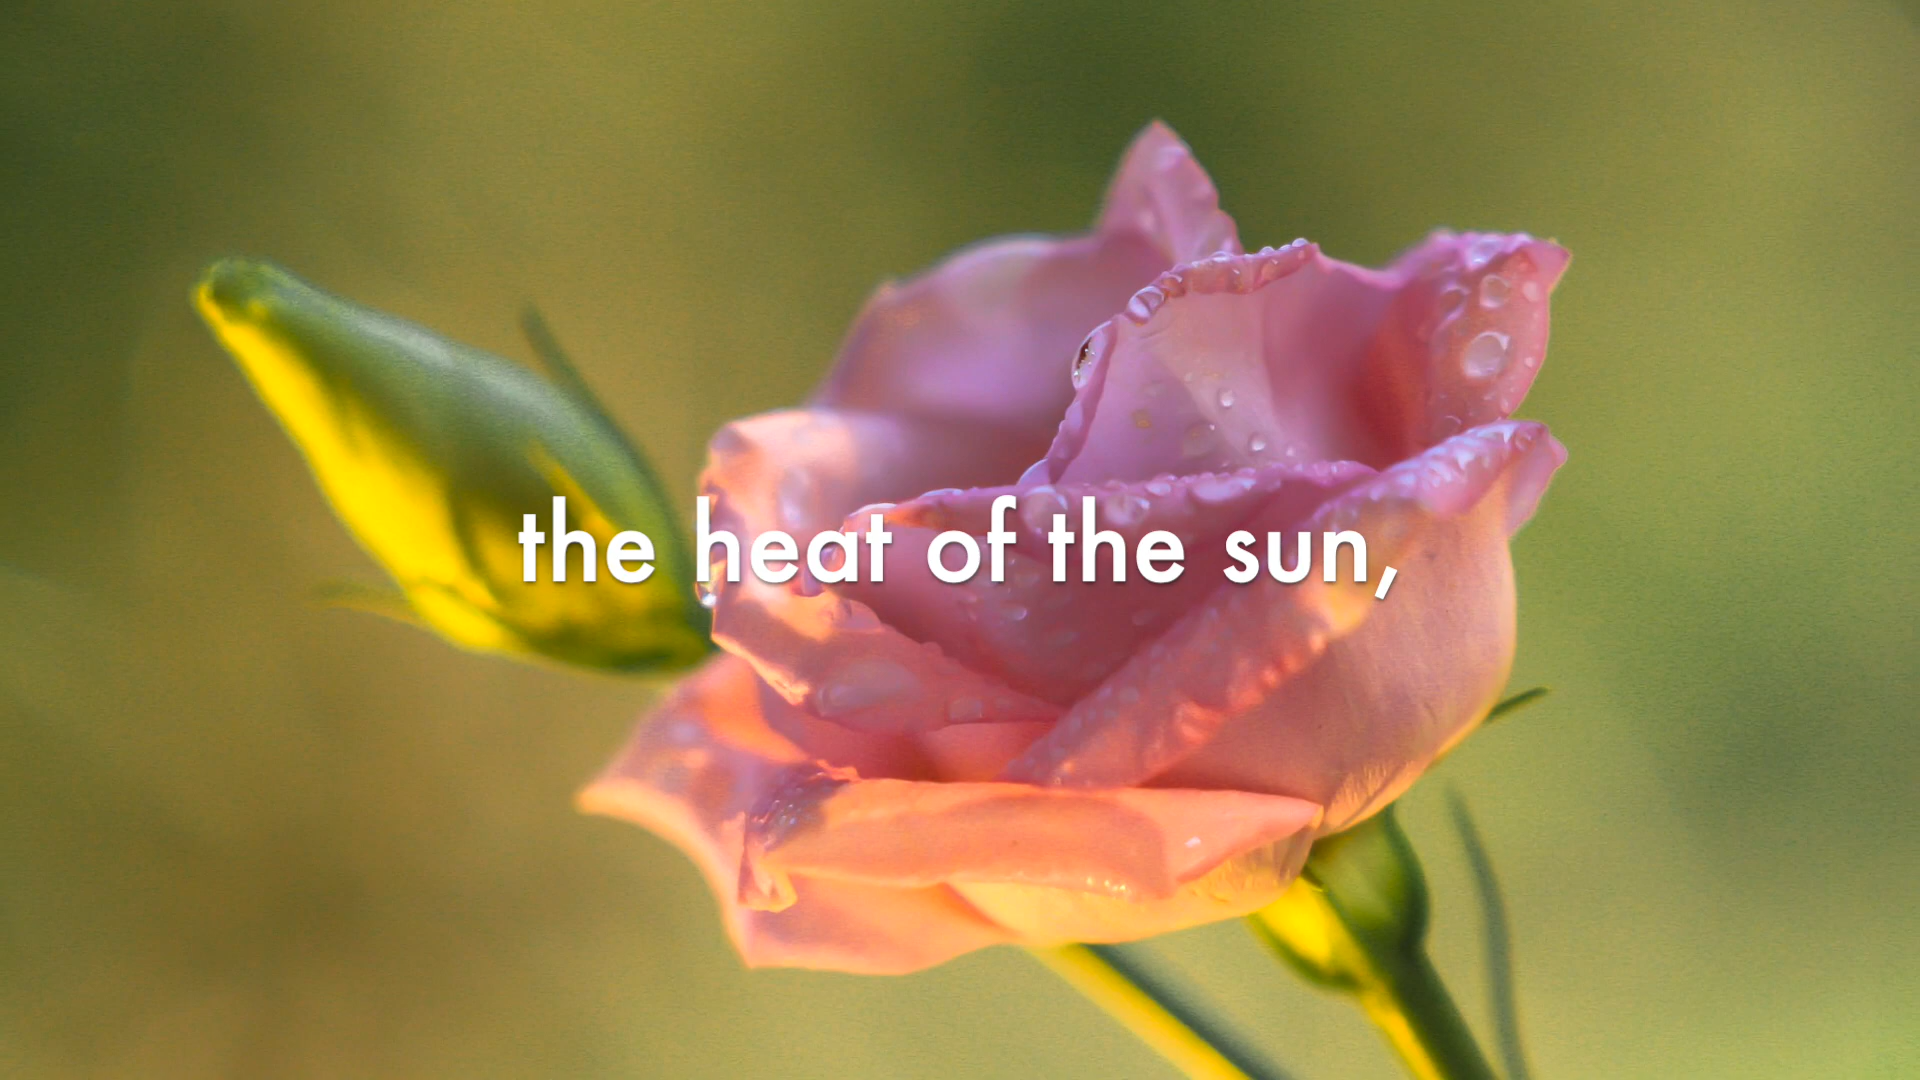 the heat of the sun,